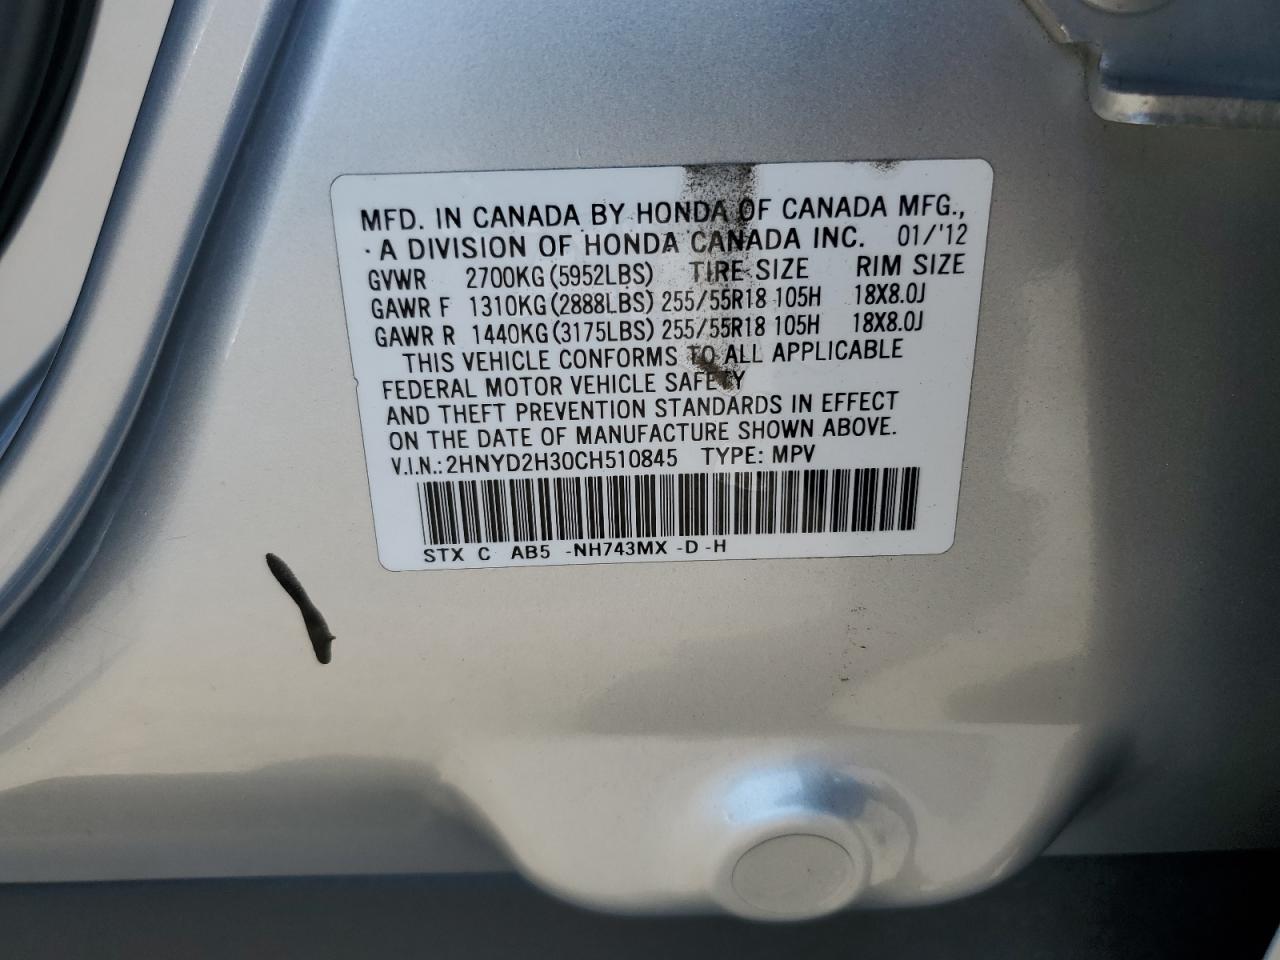 MFD. IN CANADA BY HONDA OF CANADA MFG.,
· A DIVISION OF HONDA CANADA INC. 01/'12
GVWR 2700KG (5952LBS) TIRE SIZE RIM SIZE
GAWR F 1310KG (2888LBS) 255/55R18 105H 18X8.0J
GAWR R 1440KG (3175LBS) 255/55R18 105H 18X8.0J
THIS VEHICLE CONFORMS TO ALL APPLICABLE
FEDERAL MOTOR VEHICLE SAFETY
AND THEFT PREVENTION STANDARDS IN EFFECT
ON THE DATE OF MANUFACTURE SHOWN ABOVE.
V.I.N.: 2HNYD2H30CH510845 TYPE: MPV
STX C AB5 -NH743MX -D -H